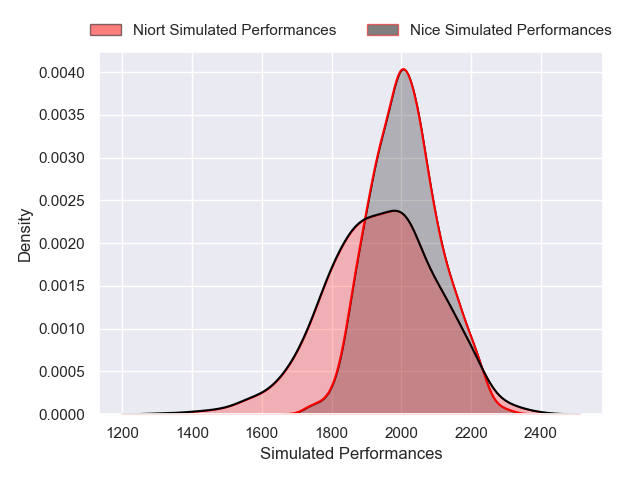 Niort Simulated Performances
Nice Simulated Performances
0.0040
0.0035
0.0030
0.0025
0.0020
0.0015
0.0010
0.0005
0.0000
Density
1200 1400 1600 1800 2000 2200 2400
Simulated Performances